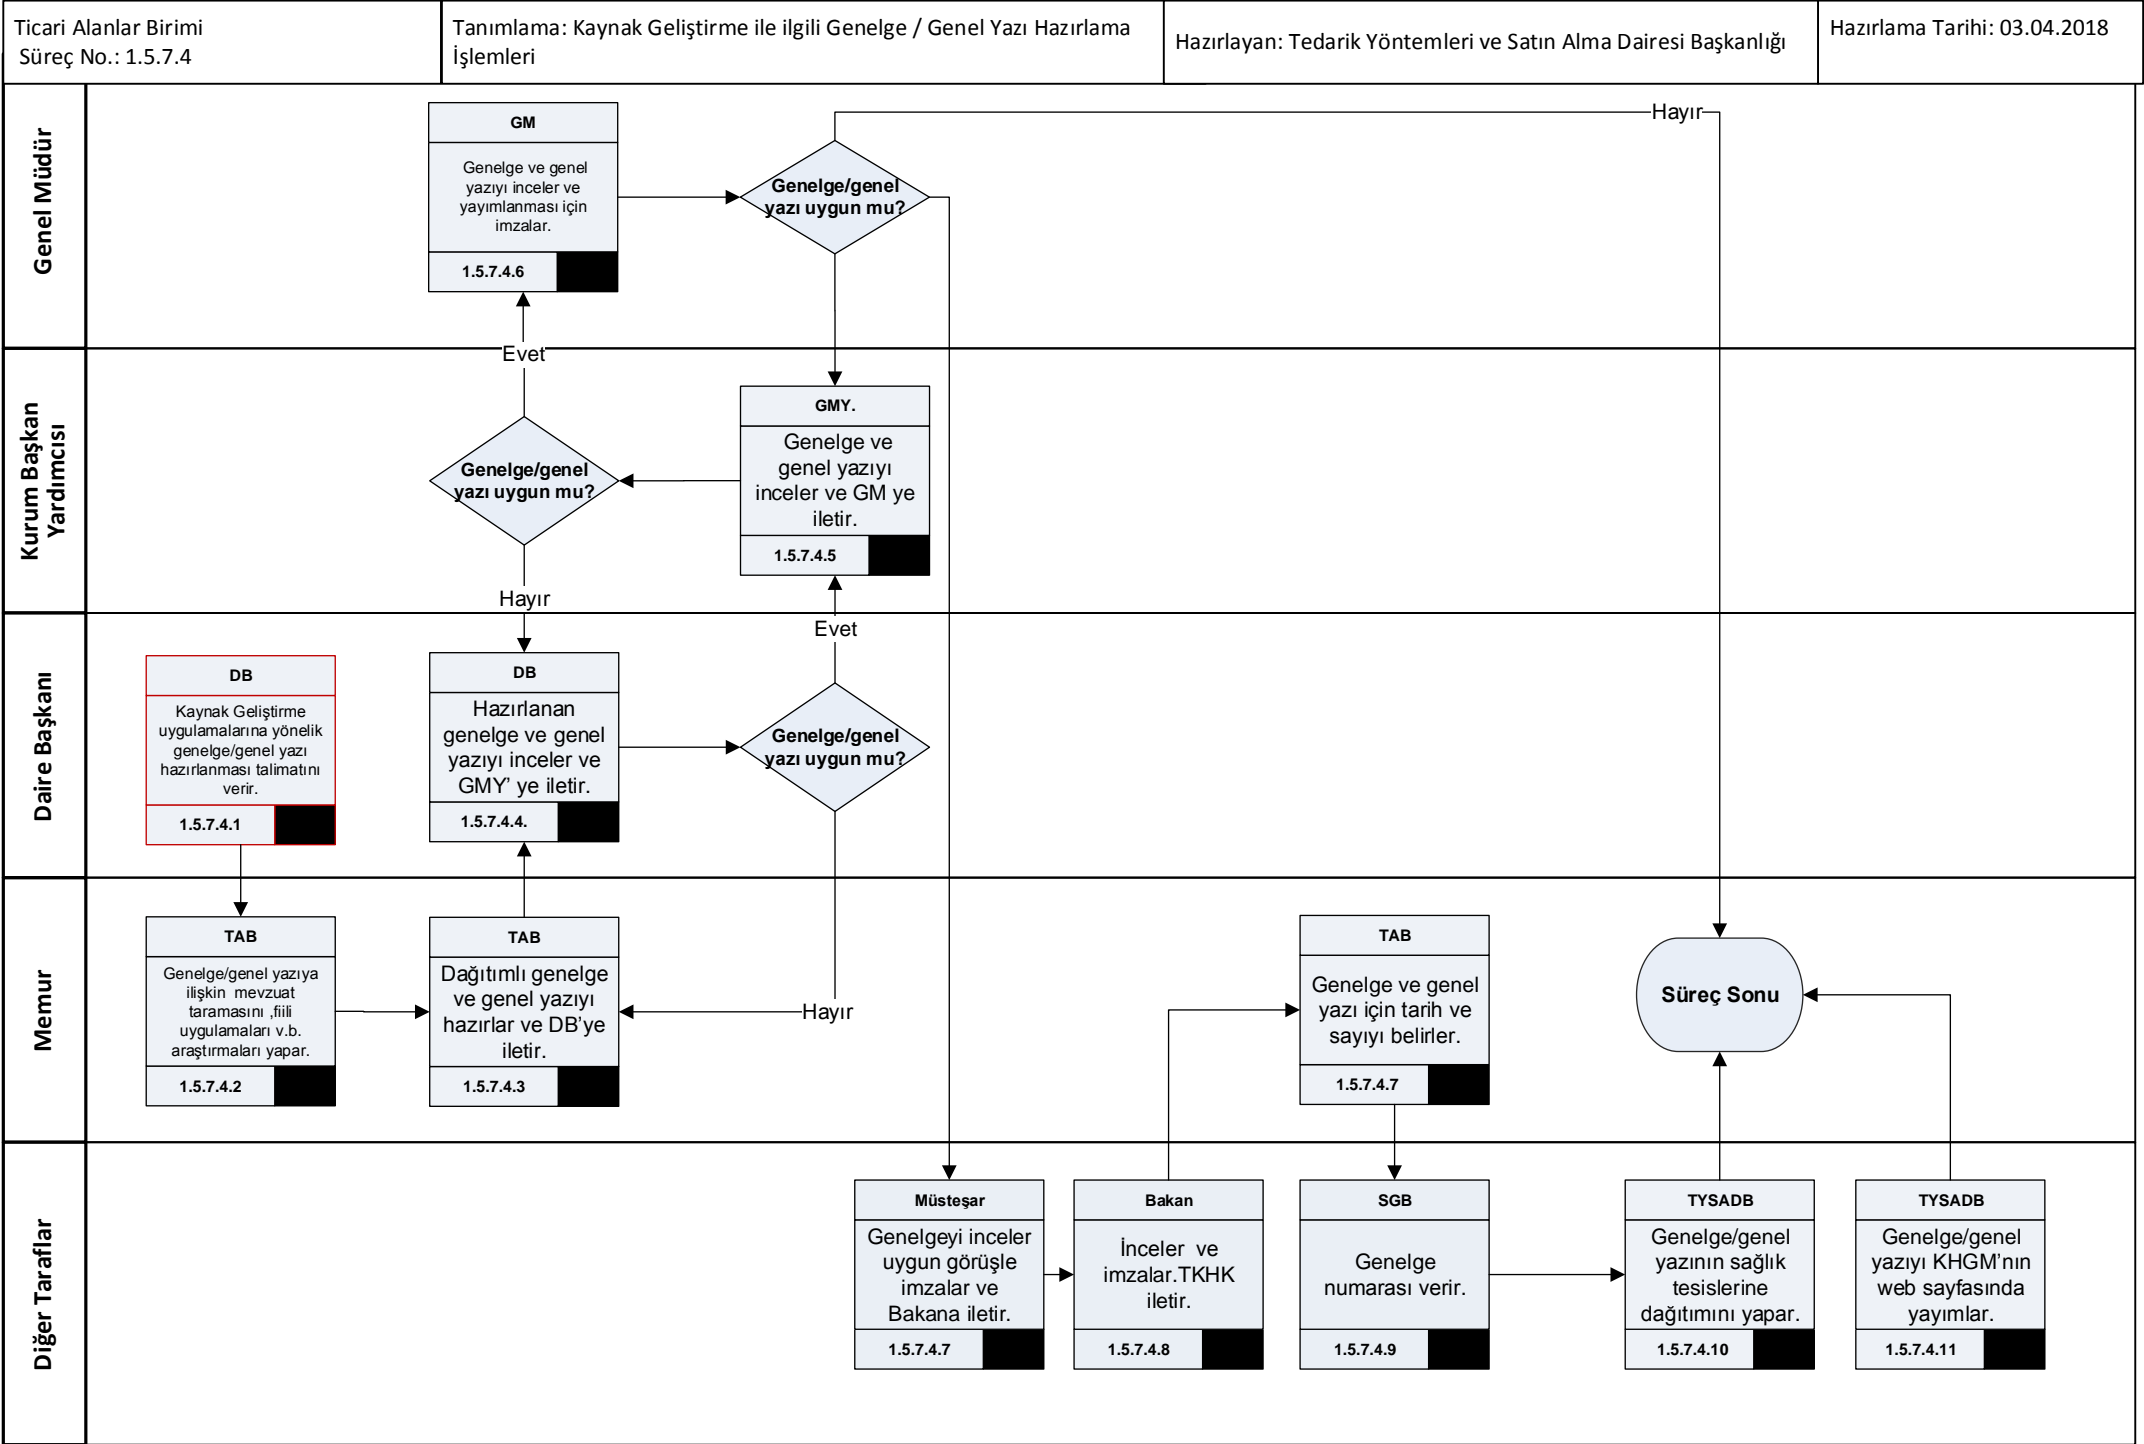 Ticari Alanlar Birimi
Süreç No.: 1.5.7.4
Tanımlama: Kaynak Geliştirme ile ilgili Genelge / Genel Yazı Hazırlama
İşlemleri
Hazırlayan: Tedarik Yöntemleri ve Satın Alma Dairesi Başkanlığı
Hazırlama Tarihi: 03.04.2018
Genel Müdür
GM
Genelge ve genel
yazıyı inceler ve
yayımlanması için
imzalar.
1.5.7.4.6
Genelge/genel
yazı uygun mu?
Hayır
Evet
Kurum Başkan
Yardımcısı
Genelge/genel
yazı uygun mu?
GMY.
Genelge ve
genel yazıyı
inceler ve GM ye
iletir.
1.5.7.4.5
Hayır
Evet
Daire Başkanı
DB
Kaynak Geliştirme
uygulamalarına yönelik
genelge/genel yazı
hazırlanması talimatını
verir.
1.5.7.4.1
DB
Hazırlanan
genelge ve genel
yazıyı inceler ve
GMY' ye iletir.
1.5.7.4.4.
Genelge/genel
yazı uygun mu?
Memur
TAB
Genelge/genel yazıya
ilişkin  mevzuat
taramasını ,fiili
uygulamaları v.b.
araştırmaları yapar.
1.5.7.4.2
TAB
Dağıtımlı genelge
ve genel yazıyı
hazırlar ve DB'ye
iletir.
1.5.7.4.3
Hayır
TAB
Genelge ve genel
yazı için tarih ve
sayıyı belirler.
1.5.7.4.7
Süreç Sonu
Diğer Taraflar
Müsteşar
Genelgeyi inceler
uygun görüşle
imzalar ve
Bakana iletir.
1.5.7.4.7
Bakan
İnceler  ve
imzalar.TKHK
iletir.
1.5.7.4.8
SGB
Genelge
numarası verir.
1.5.7.4.9
TYSADB
Genelge/genel
yazının sağlık
tesislerine
dağıtımını yapar.
1.5.7.4.10
TYSADB
Genelge/genel
yazıyı KHGM'nın
web sayfasında
yayımlar.
1.5.7.4.11